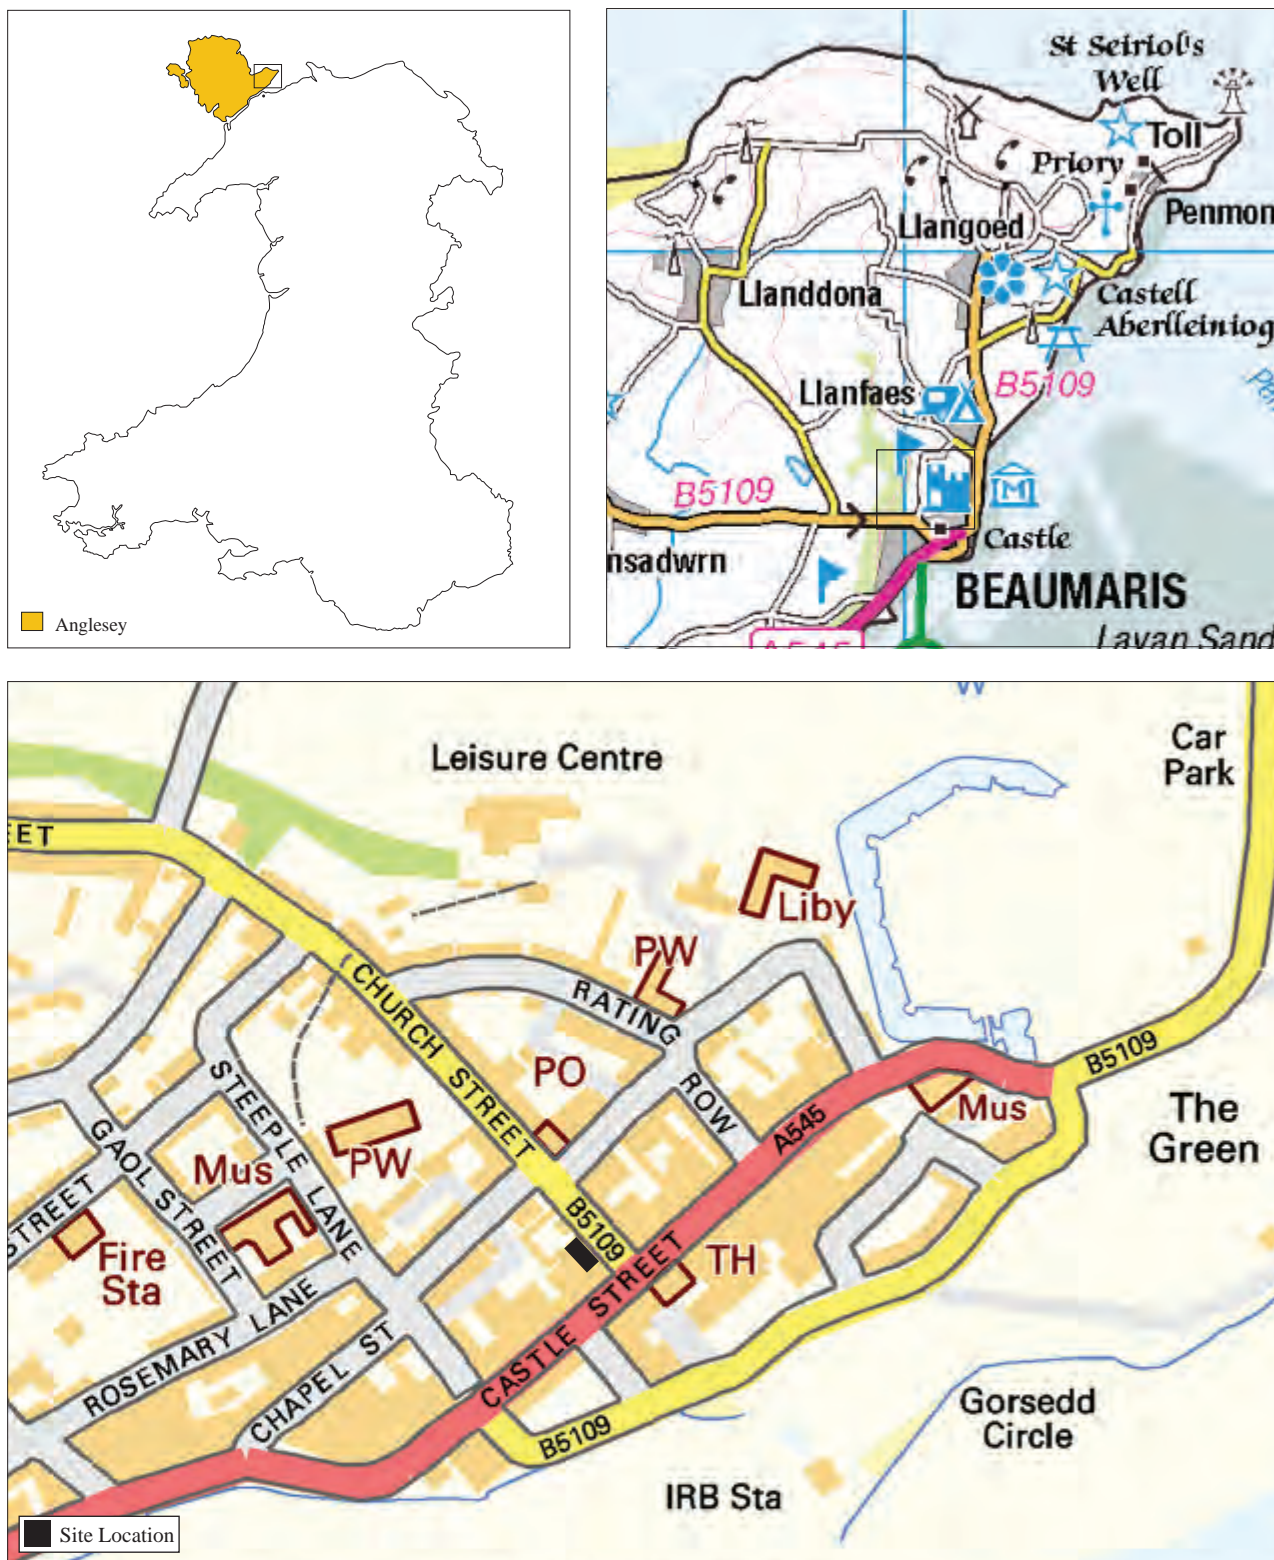 Anglesey
St Seiriol's
Well
Toll
Priory
Penmon
Llangoed
Llanddona
Castell
Aberlleiniog
Llanfaes
B5109
B5109
Castle
nsadwrn
BEAUMARIS
Lavan Sand
A545
W
Leisure Centre
Car
Park
EET
Liby
PW
RATING
ROW
CHURCH STREET
PO
B5109
A545
Mus
The
Green
STEEPLE LANE
PW
GAOL STREET
Mus
STREET
Fire
Sta
B5109
TH
CASTLE STREET
ROSEMARY LANE
CHAPEL ST
B5109
Gorsedd
Circle
IRB Sta
Site Location